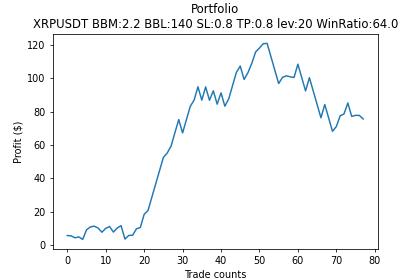 Portfolio
XRPUSDT BBM:2.2 BBL:140 SL:0.8 TP:0.8 lev:20 WinRatio:64.0
120
100
80
60
40
20
0
Profit ($)
0 10 20 30 40 50 60 70 80
Trade counts